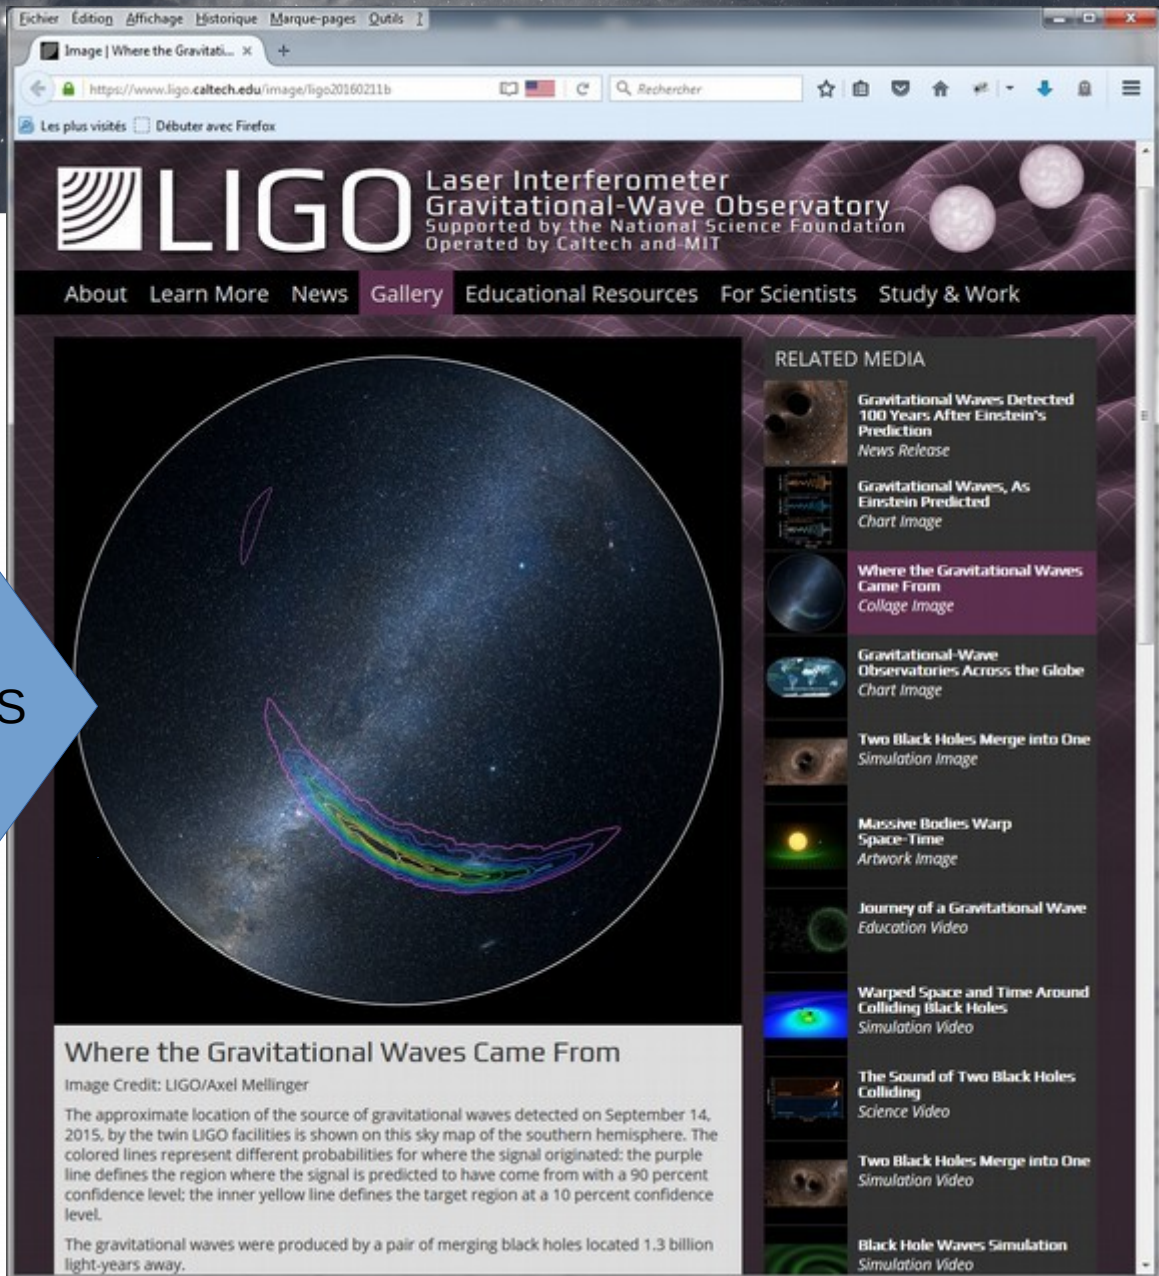 Fichier Édition Affichage Historique Marque-pages Outils ?
Image | Where the Gravitati... × +
https://www.ligo.caltech.edu/image/ligo20160211b
Rechercher
Les plus visités Débuter avec Firefox
LIGO
Laser Interferometer
Gravitational-Wave Observatory
Supported by the National Science Foundation
Operated by Caltech and MIT
About Learn More News Gallery Educational Resources For Scientists Study & Work
S
RELATED MEDIA
Gravitational Waves Detected
100 Years After Einstein's
Prediction
News Release
Gravitational Waves, As
Einstein Predicted
Chart Image
Where the Gravitational Waves
Came From
Collage Image
Gravitational-Wave
Observatories Across the Globe
Chart Image
Two Black Holes Merge into One
Simulation Image
Massive Bodies Warp
Space-Time
Artwork Image
Journey of a Gravitational Wave
Education Video
Warped Space and Time Around
Colliding Black Holes
Simulation Video
The Sound of Two Black Holes
Colliding
Science Video
Two Black Holes Merge into One
Simulation Video
Black Hole Waves Simulation
Simulation Video
Where the Gravitational Waves Came From
Image Credit: LIGO/Axel Mellinger
The approximate location of the source of gravitational waves detected on September 14,
2015, by the twin LIGO facilities is shown on this sky map of the southern hemisphere. The
colored lines represent different probabilities for where the signal originated: the purple
line defines the region where the signal is predicted to have come from with a 90 percent
confidence level; the inner yellow line defines the target region at a 10 percent confidence
level.
The gravitational waves were produced by a pair of merging black holes located 1.3 billion
light-years away.